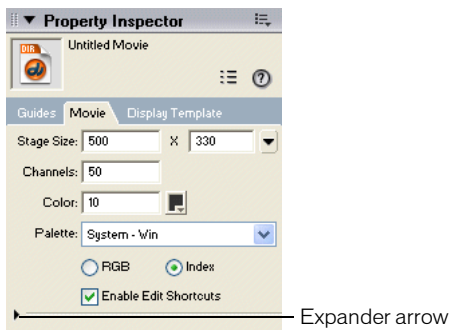 Property Inspector
DIR
Untitled Movie
?
Guides Movie Display Template
Stage Size: 500 X 330
Channels: 50
Color: 10
Palette: System - Win
RGB Index
Enable Edit Shortcuts
Expander arrow